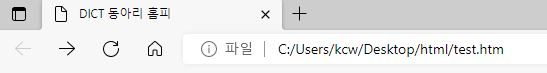 DICT 동아리 홈피
파일 C:/Users/kcw/Desktop/html/test.htm